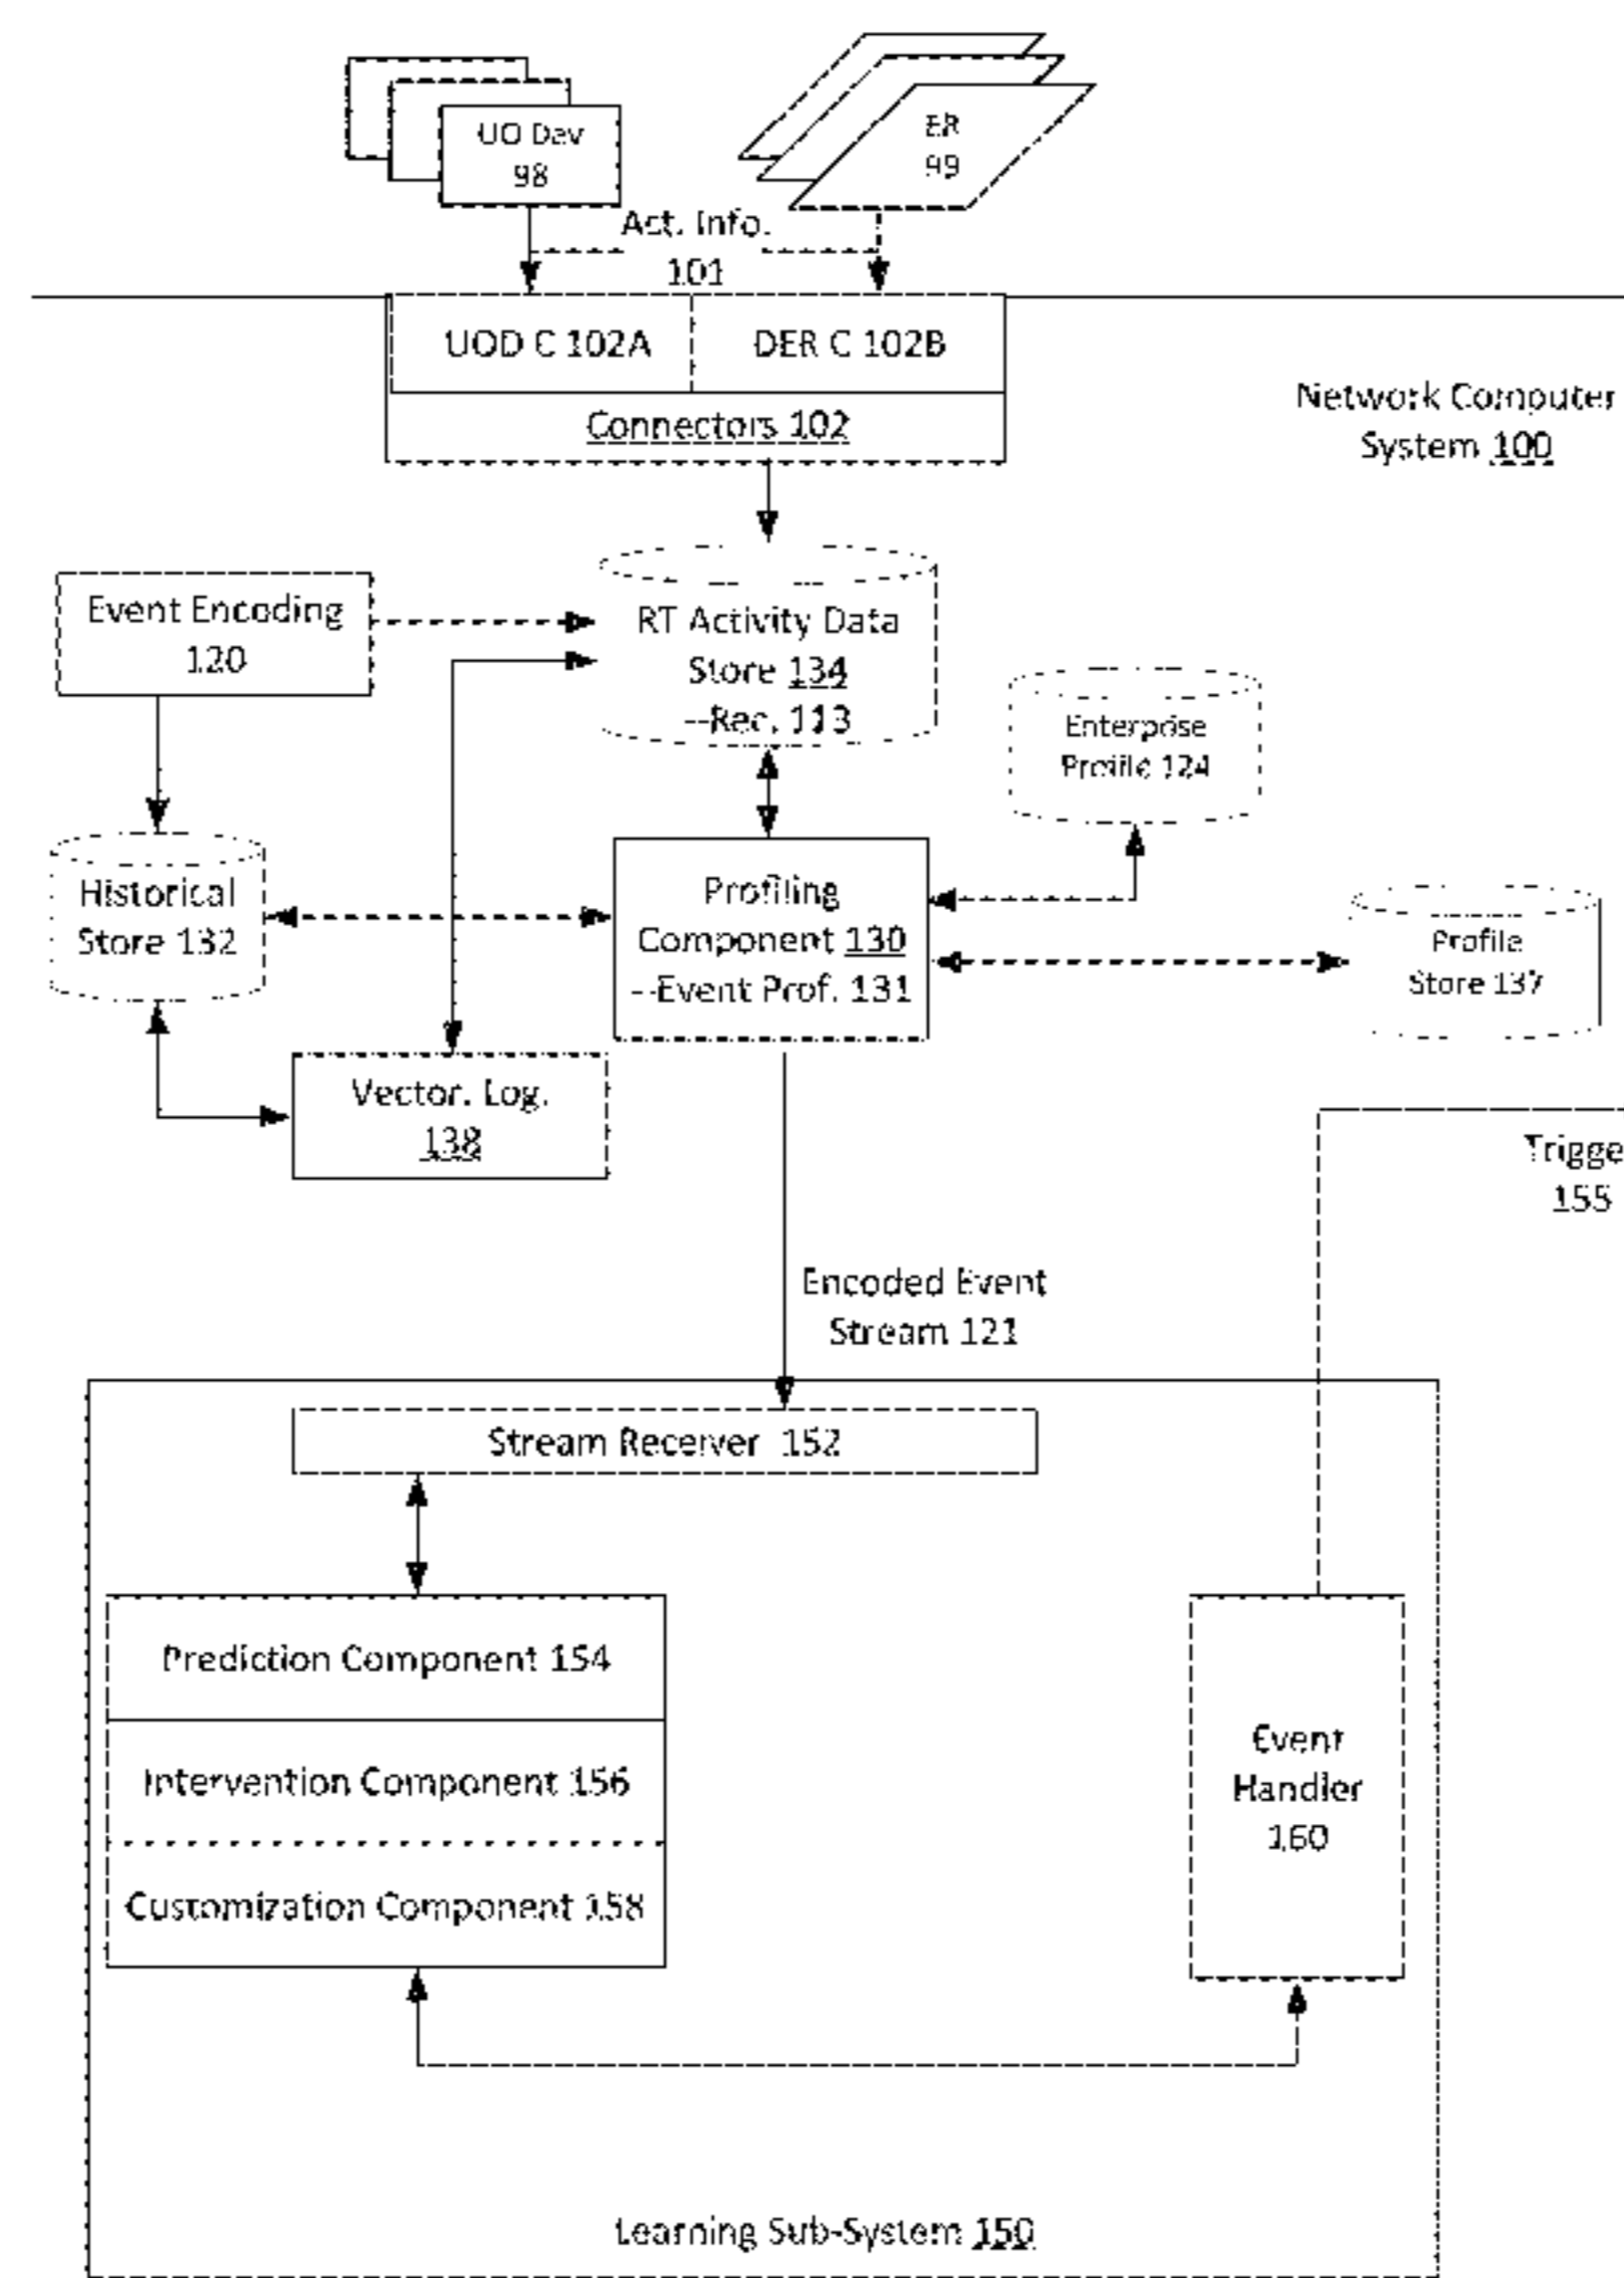 UO Dev
98
ER
99
Act. Info.
101
UOD C 102A
DER C 102B
Connectors 102
Network Computer
System 100
Event Encoding
120
RT Activity Data
Store 134
--Rec. 113
Enterprise
Profile 124
Historical
Store 132
Profiling
Component 130
--Event Prof. 131
Profile
Store 137
Vector. Log.
138
Trigge
155
Encoded Event
Stream 121
Stream Receiver 152
Prediction Component 154
Intervention Component 156
Customization Component 158
Event
Handler
160
Learning Sub-System 150